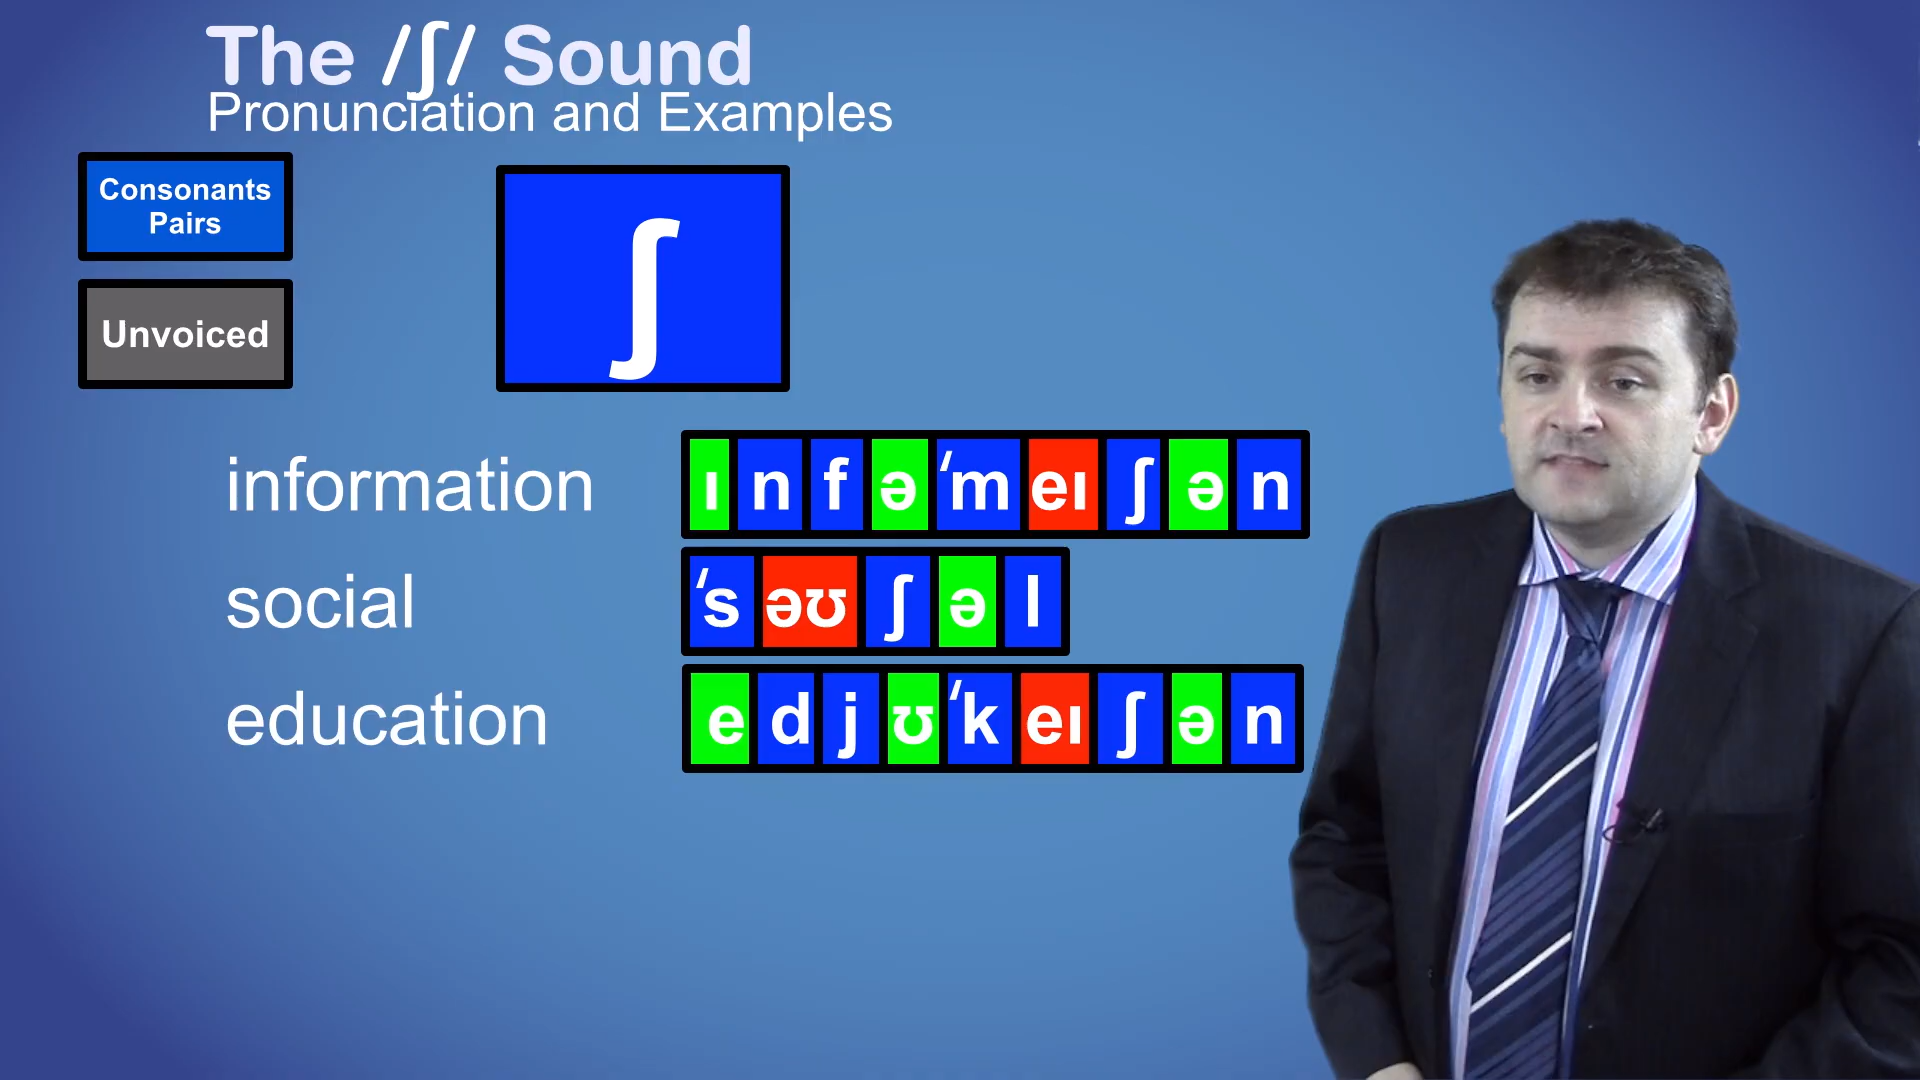 The /ʃ/ Sound
Pronunciation and Examples
Consonants
Pairs
Unvoiced
ʃ
information
ɪnfəˈmeɪʃən
social
ˈsəʊʃəl
education
edjʊˈkeɪʃən